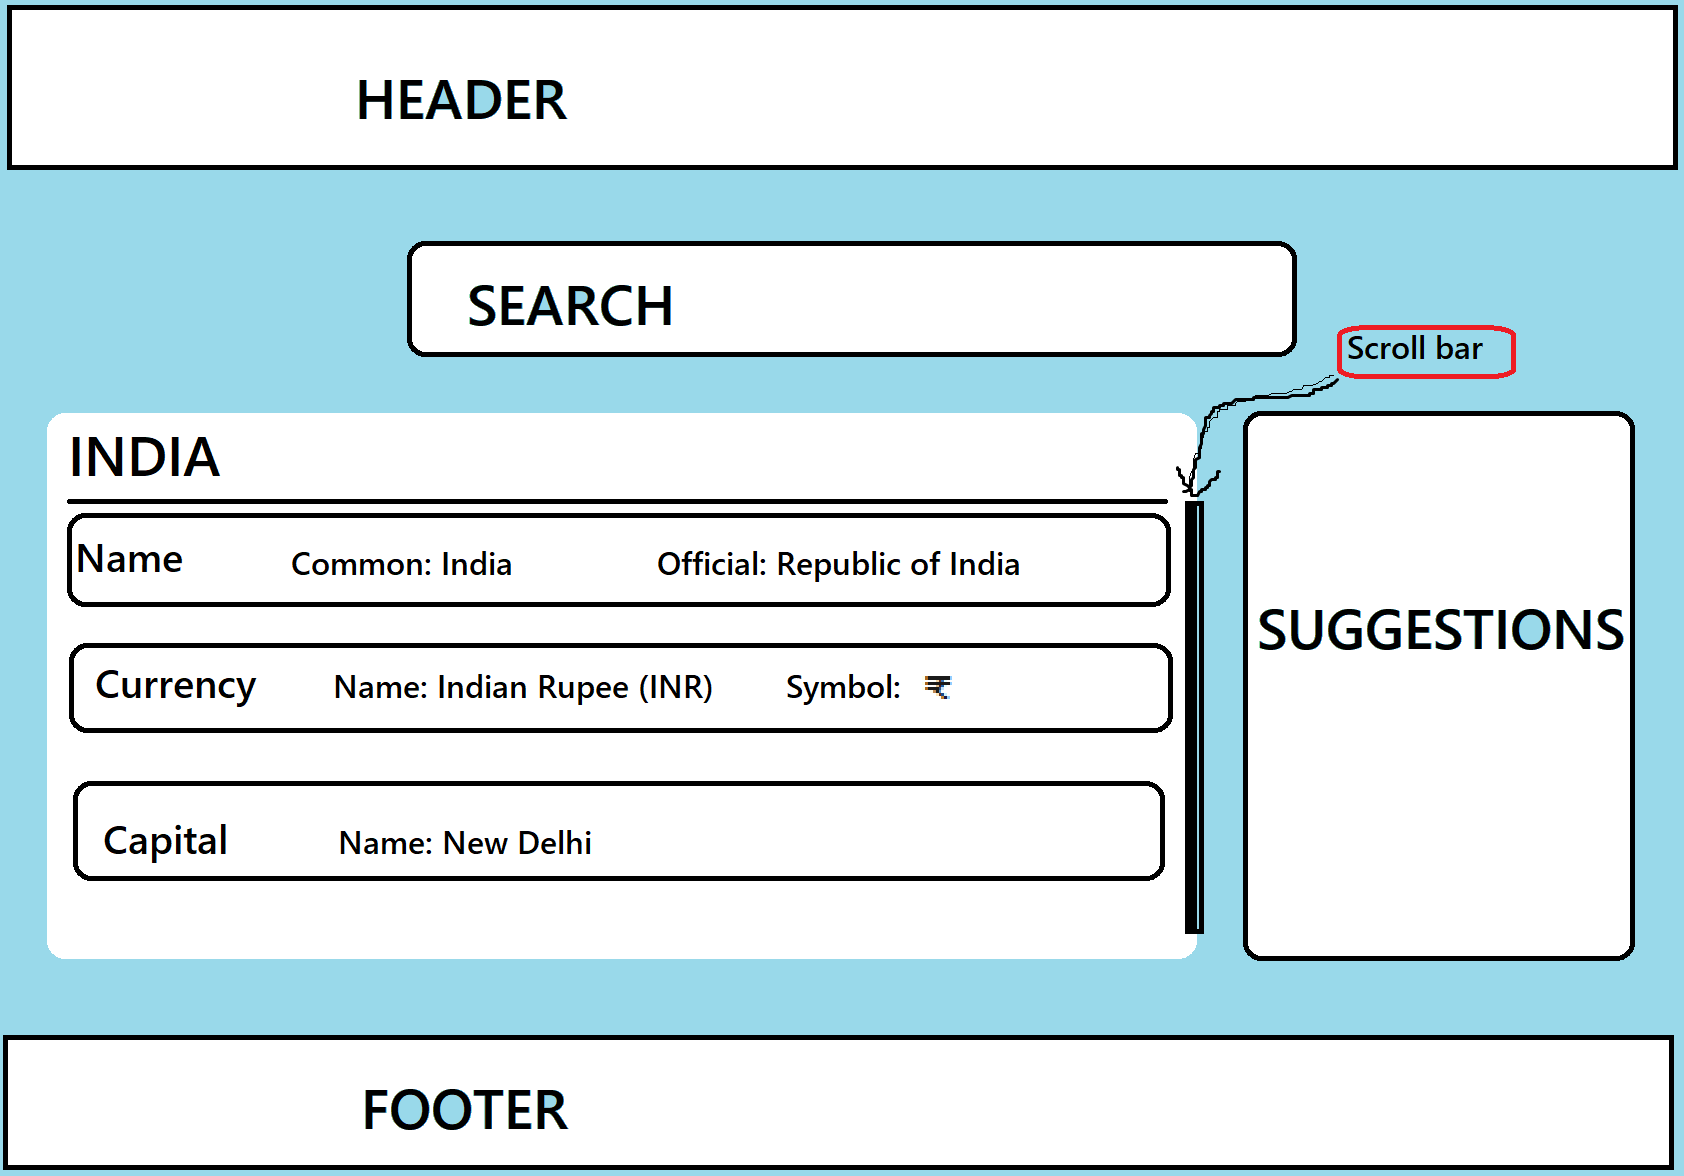 HEADER
SEARCH
Scroll bar
INDIA
Name Common: India Official: Republic of India
Currency Name: Indian Rupee (INR) Symbol: ₹
Capital Name: New Delhi
SUGGESTIONS
FOOTER